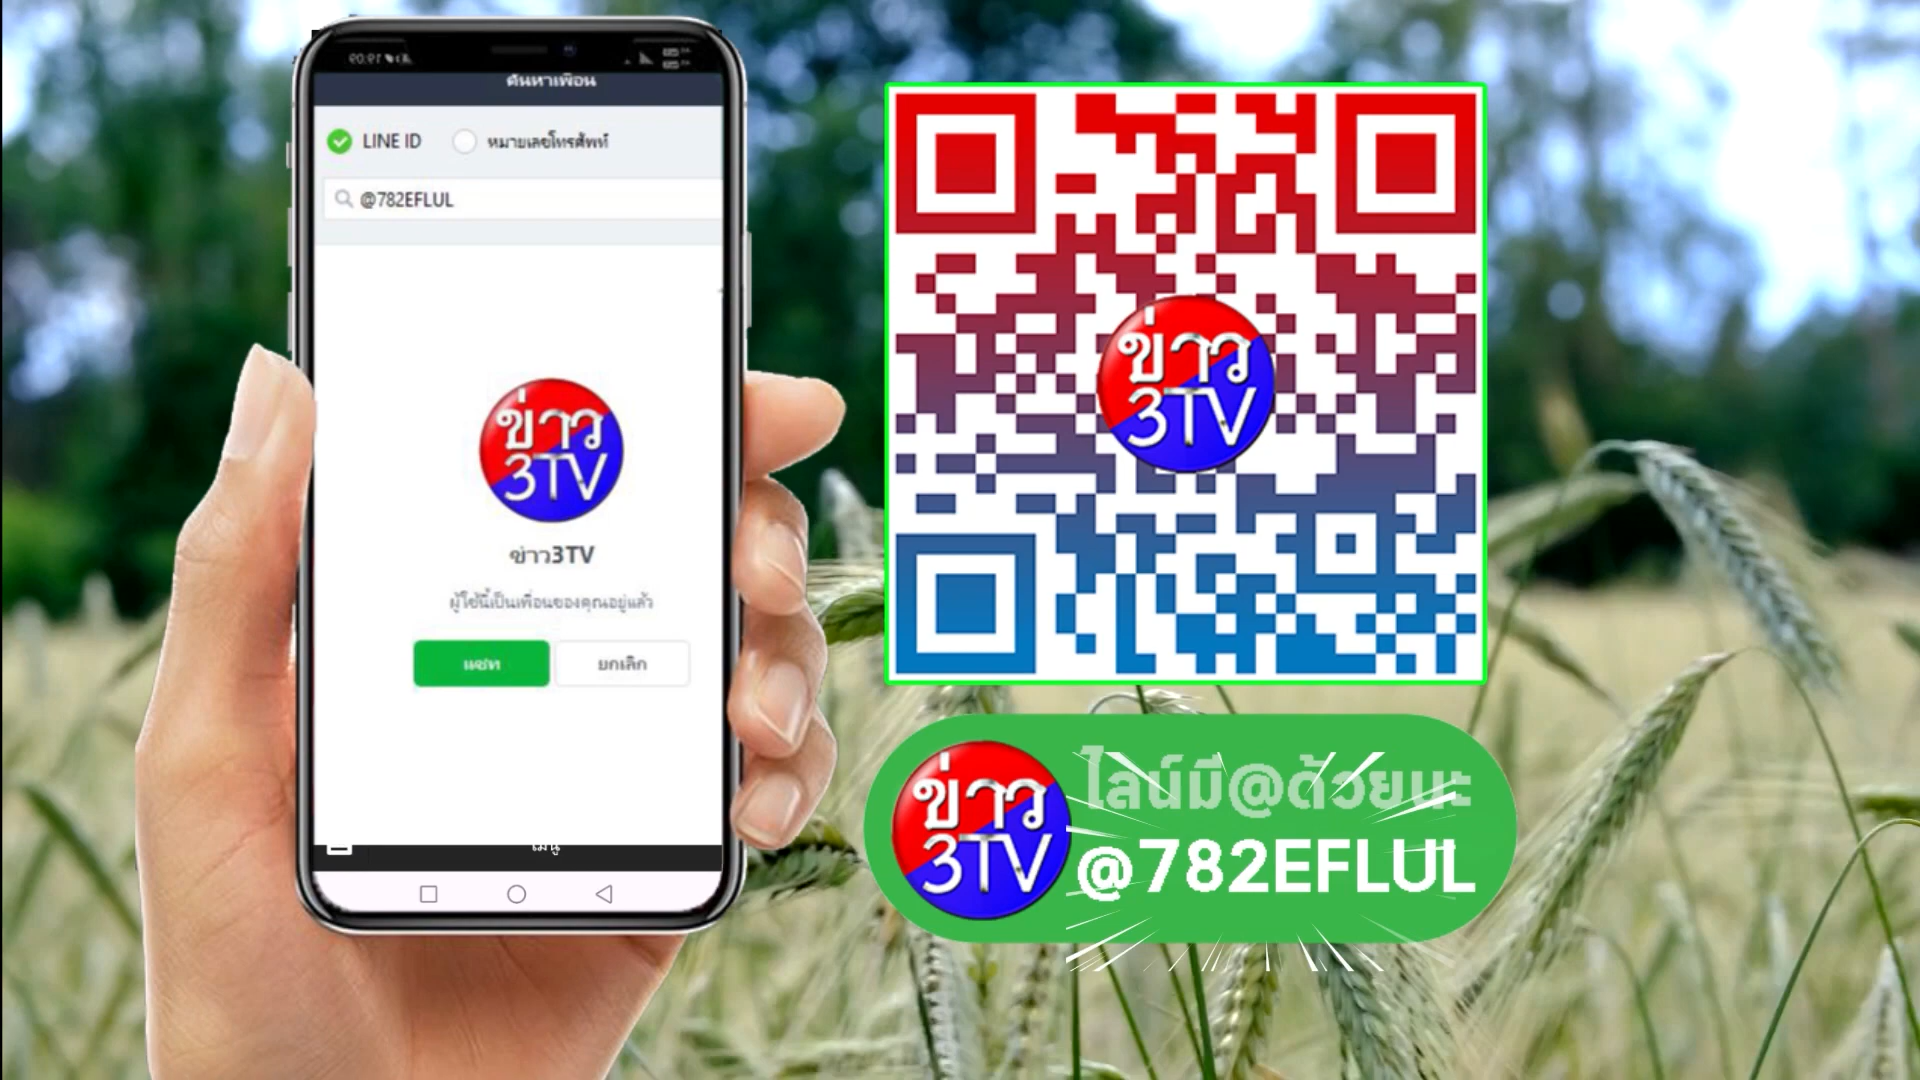 ค้นหาเพื่อน
LINE ID
หมายเลขโทรศัพท์
@782EFLUL
ข่าว
3TV
ข่าว3TV
ผู้ใช้นี้เป็นเพื่อนของคุณอยู่แล้ว
แชท
ยกเลิก
เมนู
ข่าว
3TV
ข่าว
3TV
ไลน์มี@ด้วยนะ
@782EFLUL